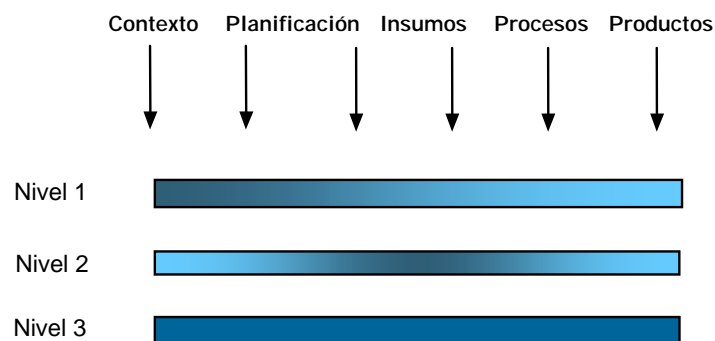 Contexto Planificación Insumos Procesos Productos
Nivel 1
Nivel 2
Nivel 3